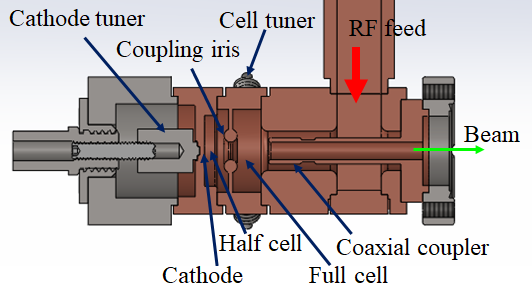 Cathode tuner
Cell tuner
RF feed
Coupling iris
Beam
Half cell
Coaxial coupler
Cathode
Full cell